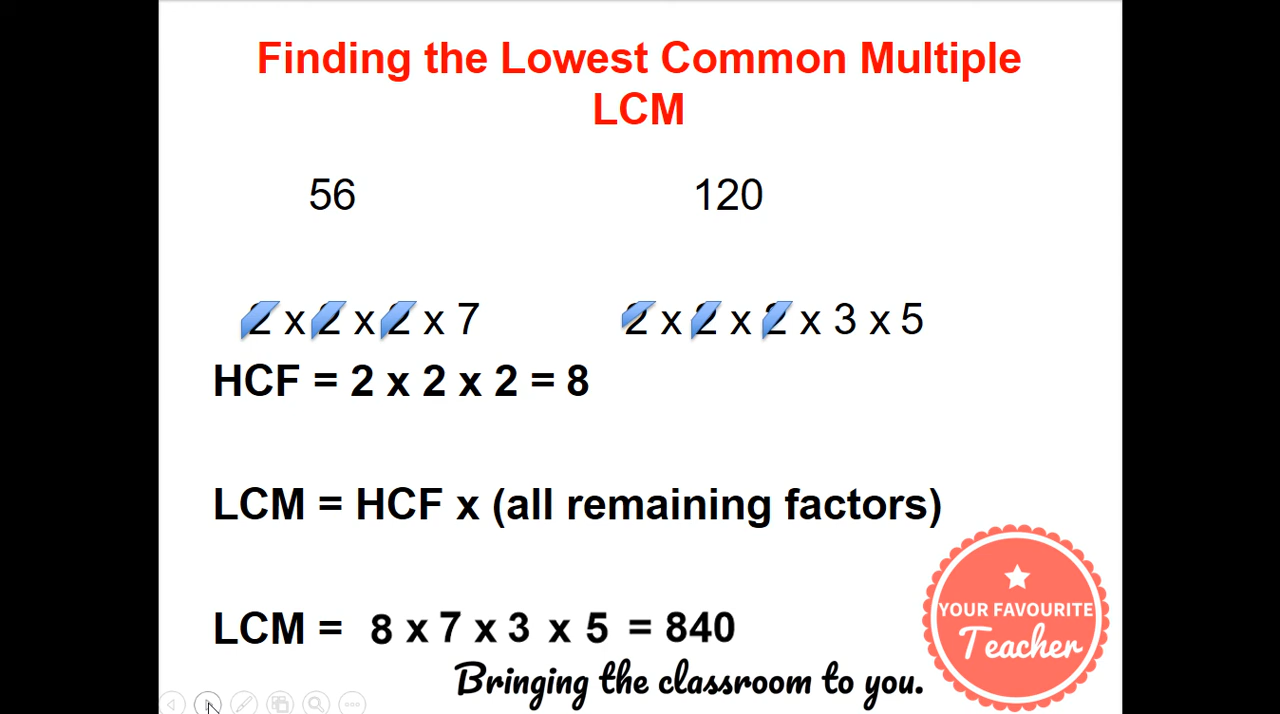 Finding the Lowest Common Multiple
LCM
56 120
2 x 2 x 2 x 7 2 x 2 x 2 x 3 x 5
HCF = 2 x 2 x 2 = 8
LCM = HCF x (all remaining factors)
LCM = 8 x 7 x 3 x 5 = 840
YOUR FAVOURITE
Teacher
Bringing the classroom to you.